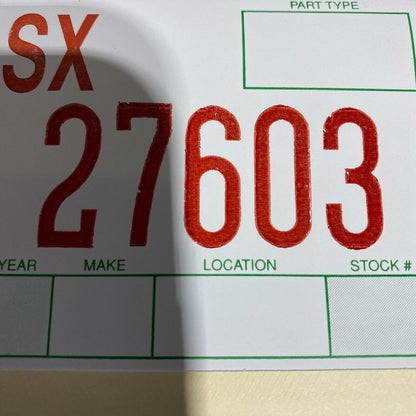 PART TYPE
SX
27603
YEAR MAKE LOCATION STOCK #